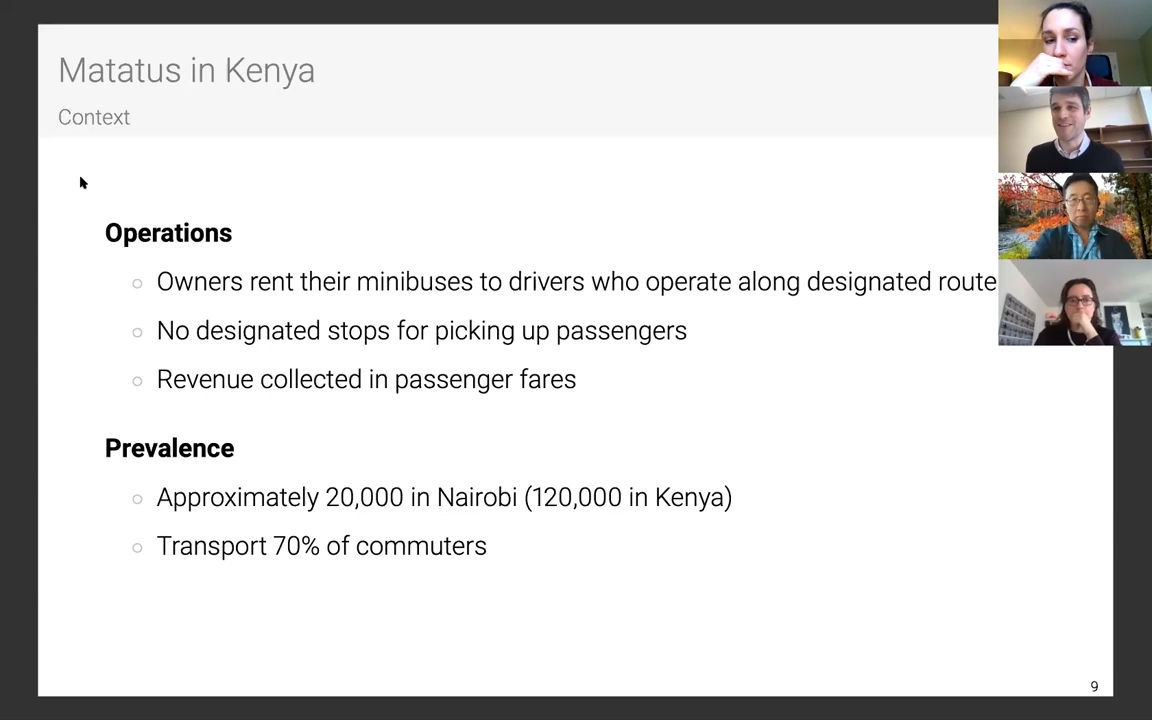 Matatus in Kenya
Context
Operations
Owners rent their minibuses to drivers who operate along designated route
No designated stops for picking up passengers
Revenue collected in passenger fares
Prevalence
Approximately 20,000 in Nairobi (120,000 in Kenya)
Transport 70% of commuters
9